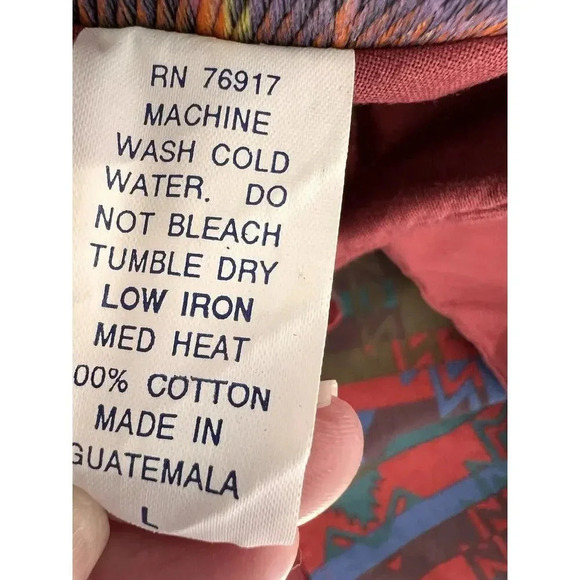 RN 76917
MACHINE
WASH COLD
WATER. DO
NOT BLEACH
TUMBLE DRY
LOW IRON
MED HEAT
00% COTTON
MADE IN
GUATEMALA
L